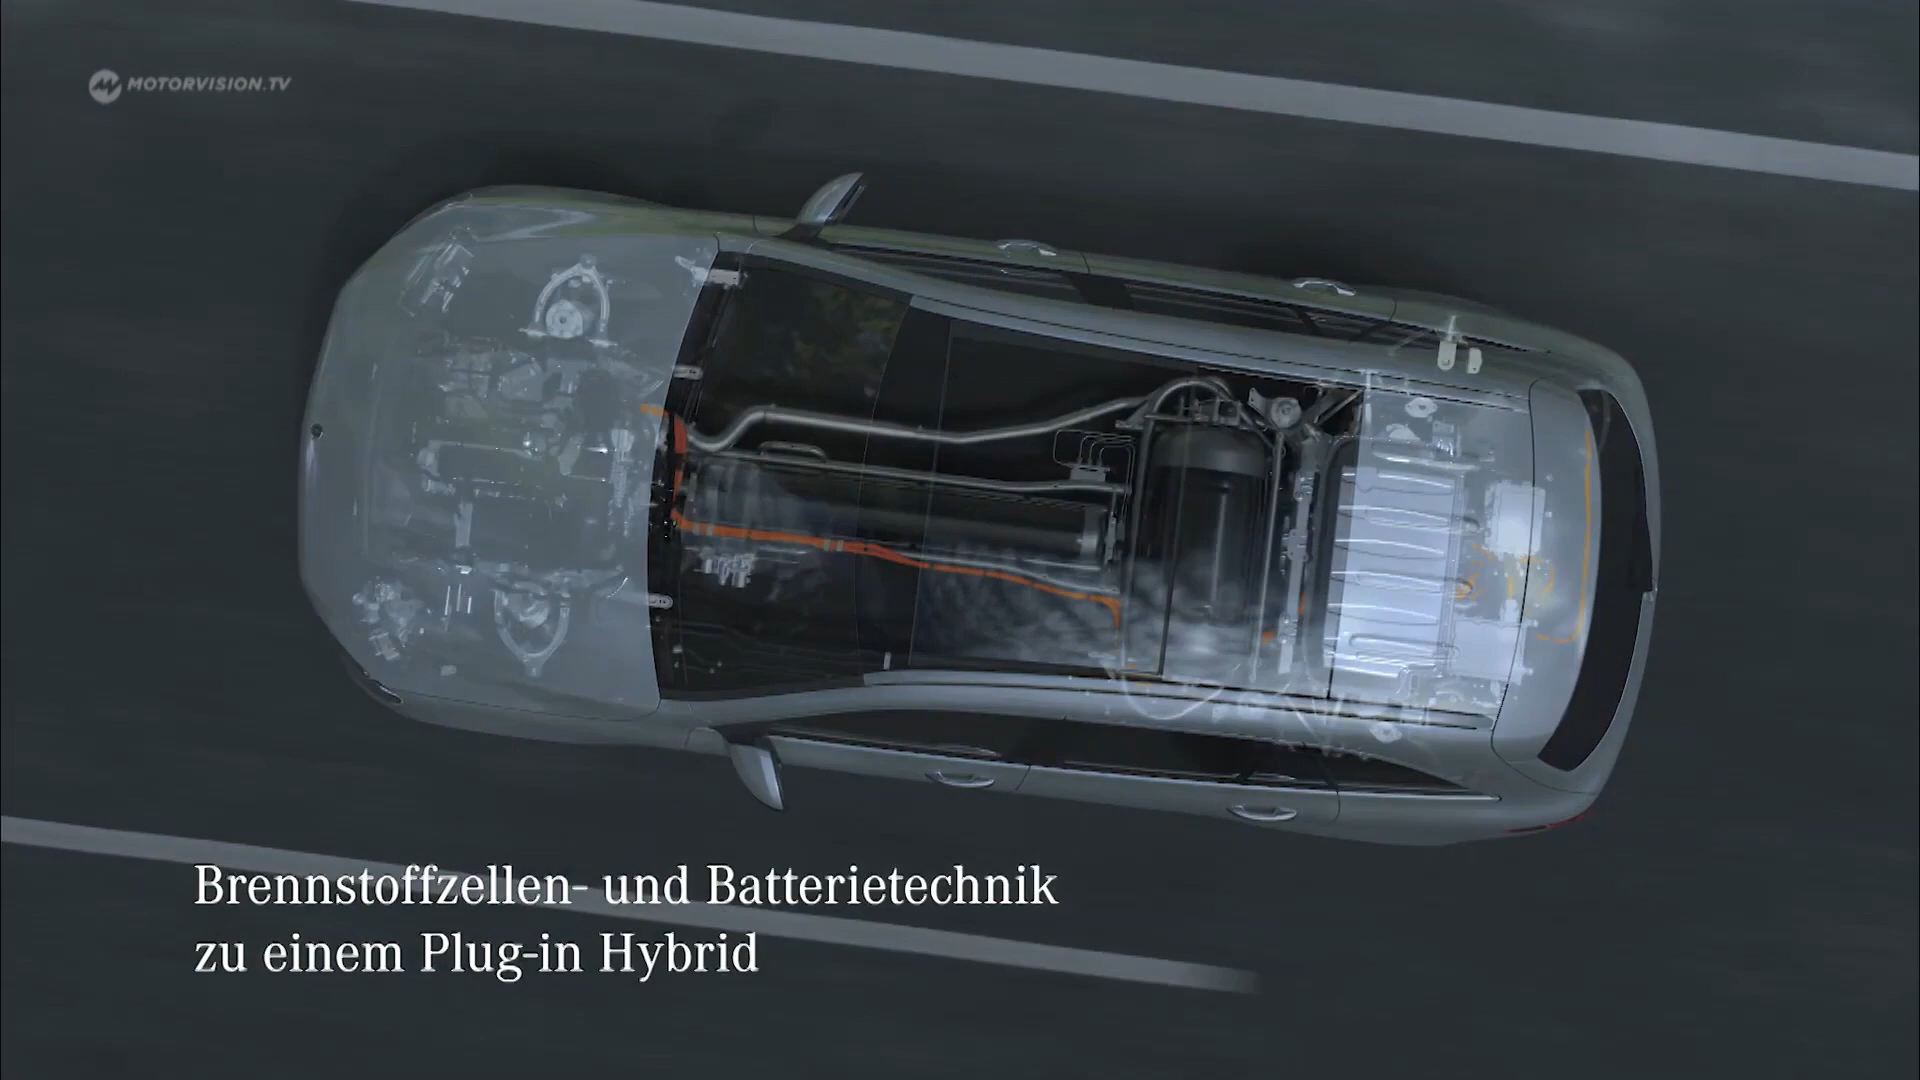 MOTORVISION.TV
Brennstoffzellen- und Batterietechnik
zu einem Plug-in Hybrid